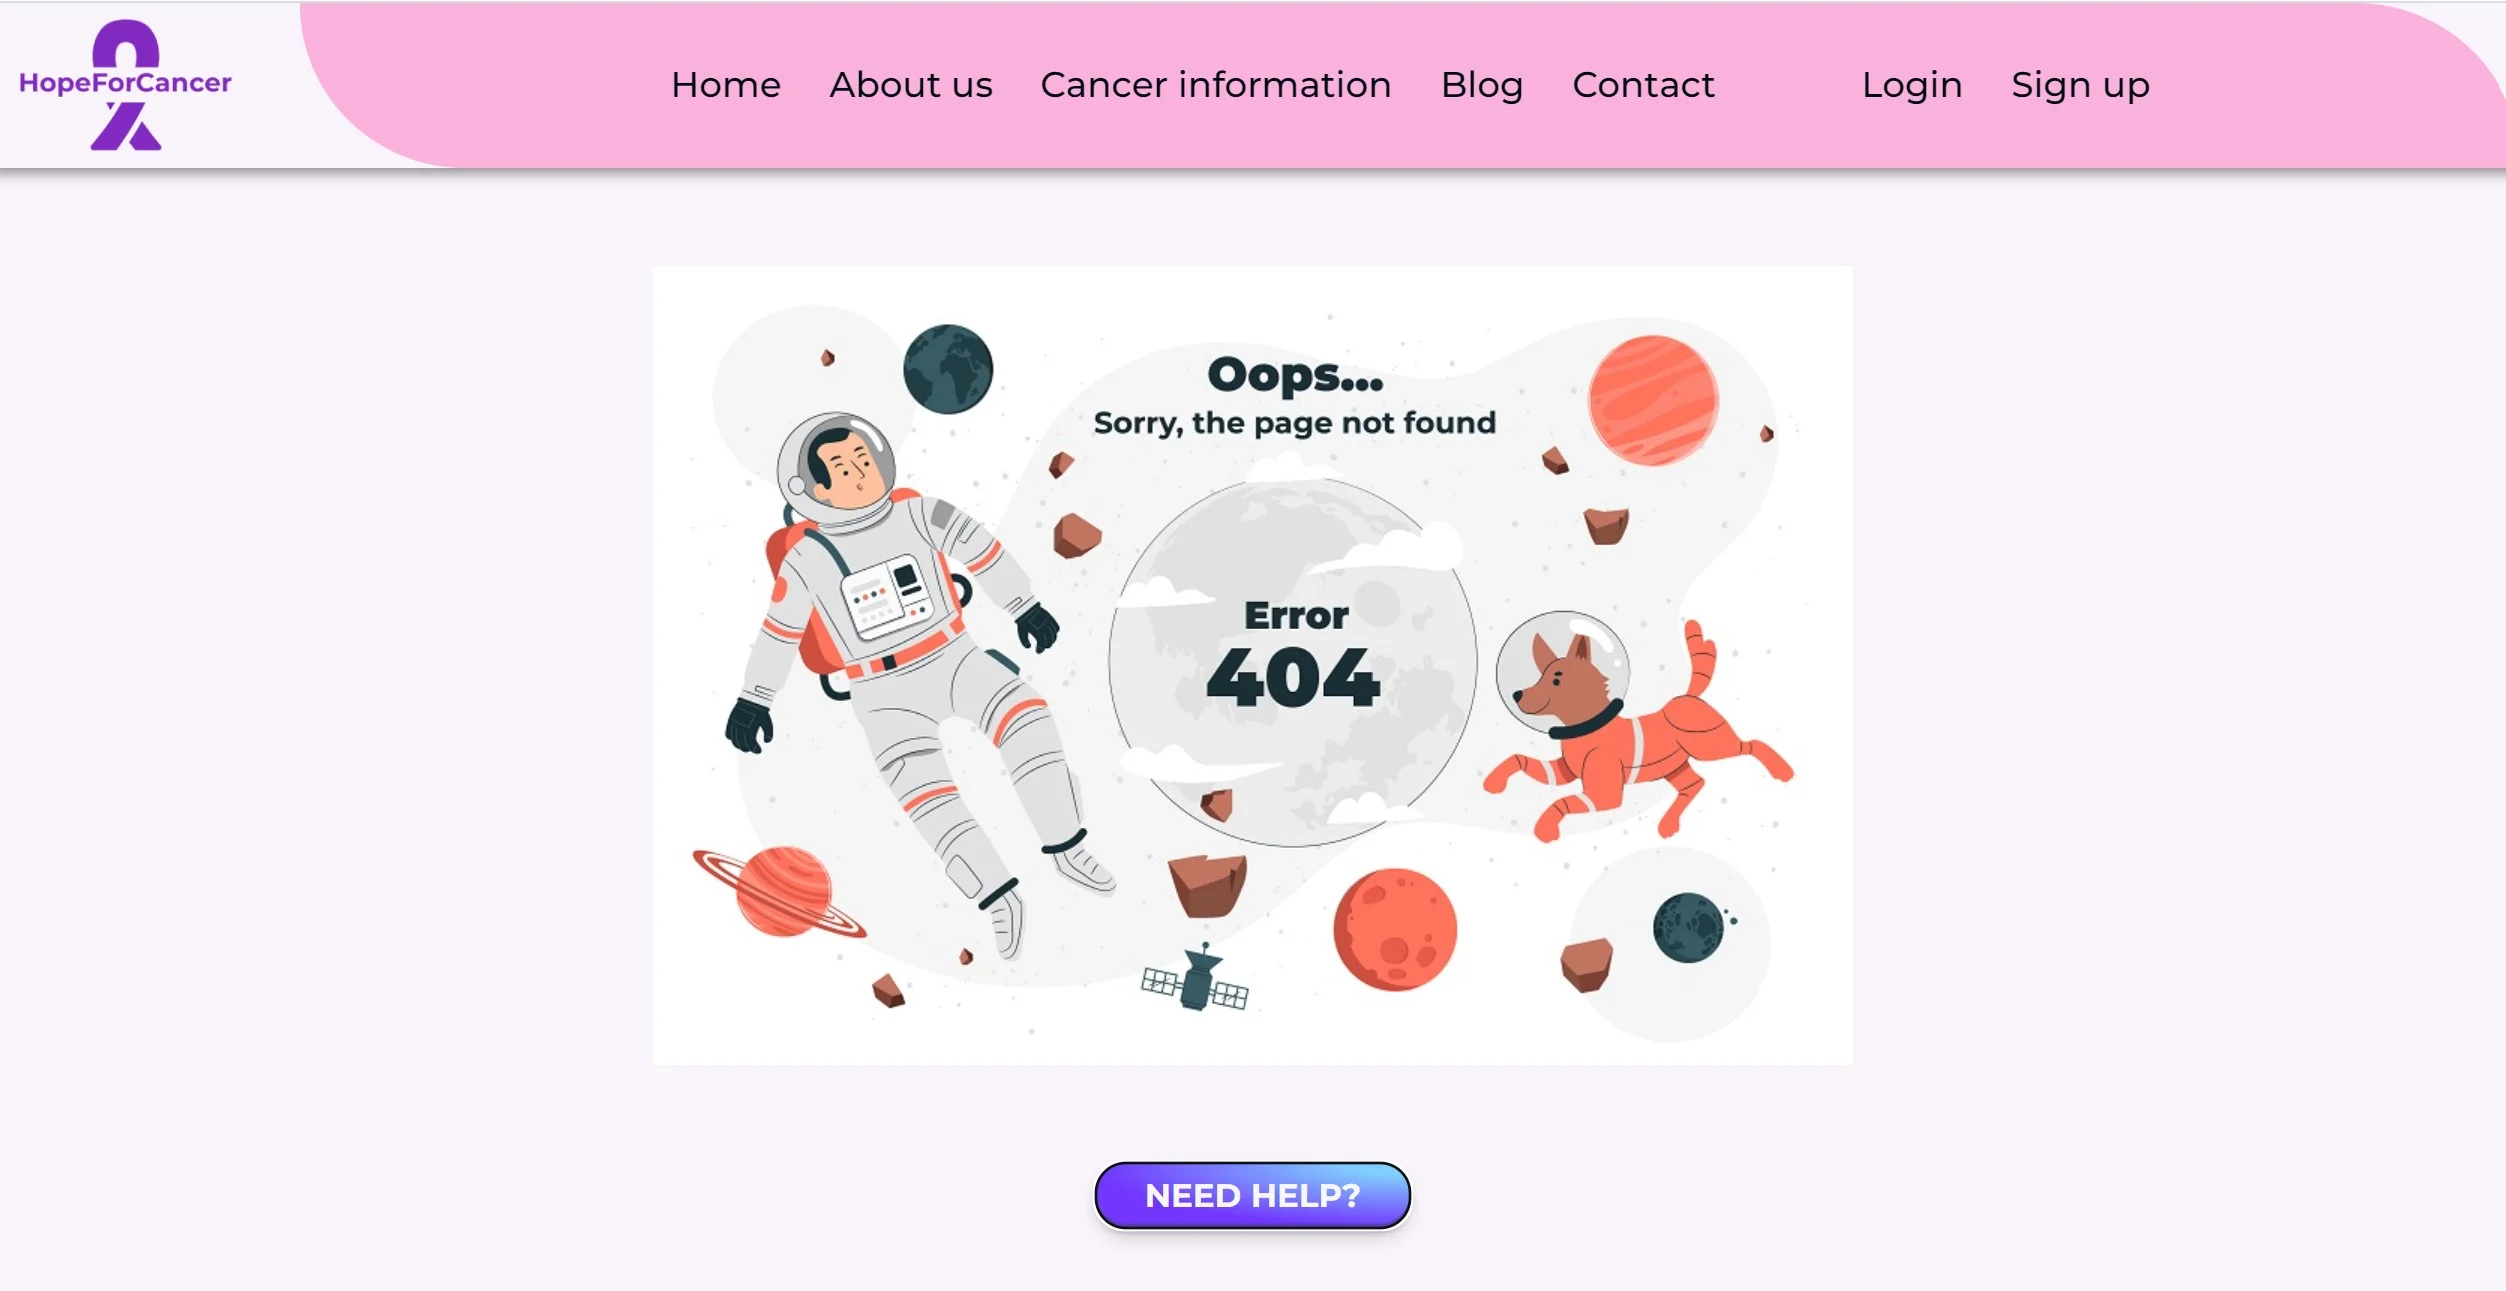 HopeForCancer
Home About us Cancer information Blog Contact Login Sign up
Oops...
Sorry, the page not found
Error
404
NEED HELP?